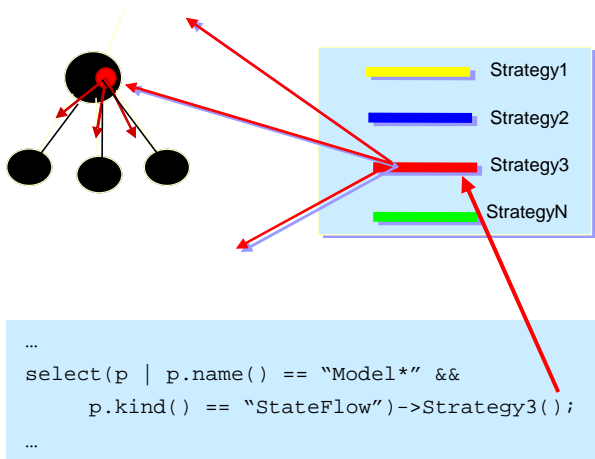 Strategy1
Strategy2
Strategy3
StrategyN
…
select(p | p.name() == “Model*” &&
p.kind() == “StateFlow”)->Strategy3();
…